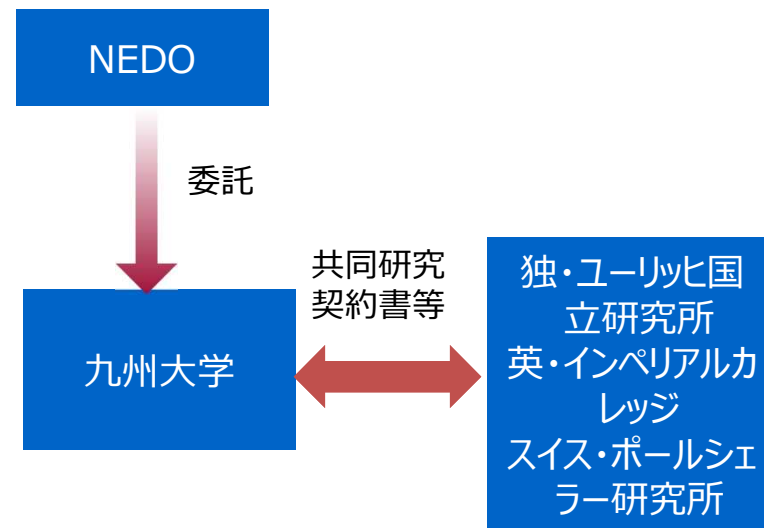 NEDO
委託
共同研究
契約書等
九州大学
独・ユーリッヒ国
立研究所
英・インペリアルカ
レッジ
スイス・ポールシェ
ラー研究所